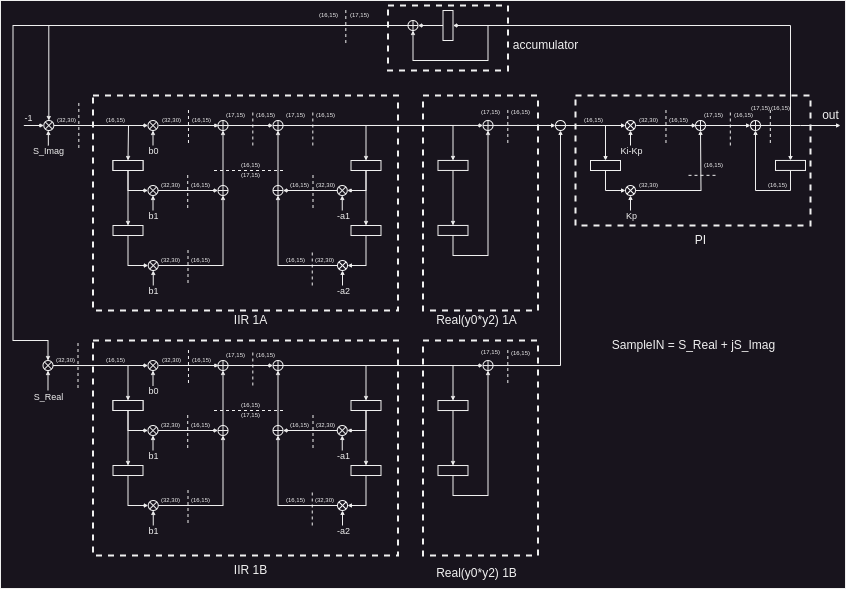 (16,15) (17,15)
accumulator
-1
(32,30)
S_Imag
(16,15)
(32,30)
(16,15)
(17,15)
(16,15)
(17,15)
(16,15)
b0
(16,15)
(17,15)
(32,30)
(16,15)
(16,15)
(32,30)
b1
-a1
(32,30)
(16,15)
(16,15)
(32,30)
b1
-a2
IIR 1A
(17,15)
(16,15)
Real(y0*y2) 1A
(16,15)
(32,30)
(16,15)
(17,15)
(16,15)
(17,15)
(16,15)
out
Ki-Kp
(16,15)
(32,30)
(16,15)
Kp
PI
SampleIN = S_Real + jS_Imag
(32,30)
S_Real
(16,15)
(32,30)
(16,15)
(17,15)
(16,15)
b0
(16,15)
(17,15)
(32,30)
(16,15)
(16,15)
(32,30)
b1
-a1
(32,30)
(16,15)
(16,15)
(32,30)
b1
-a2
IIR 1B
(17,15)
(16,15)
Real(y0*y2) 1B